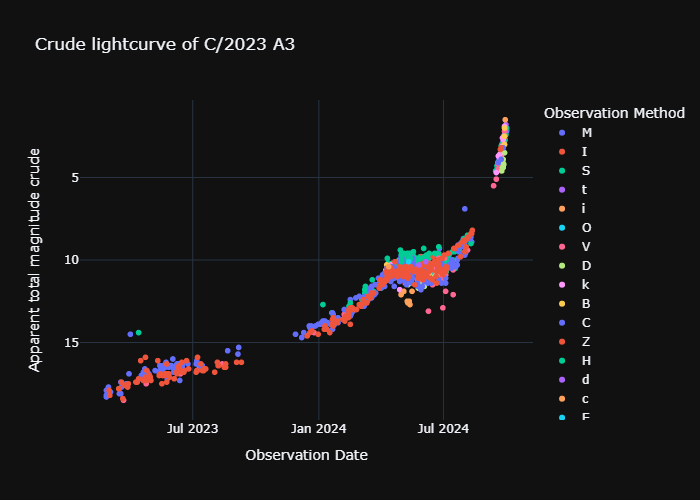 Crude lightcurve of C/2023 A3
Observation Method
M
I
S
t
i
O
V
D
k
B
C
Z
H
d
c
Apparent total magnitude crude
5
10
15
Jul 2023
Jan 2024
Jul 2024
Observation Date